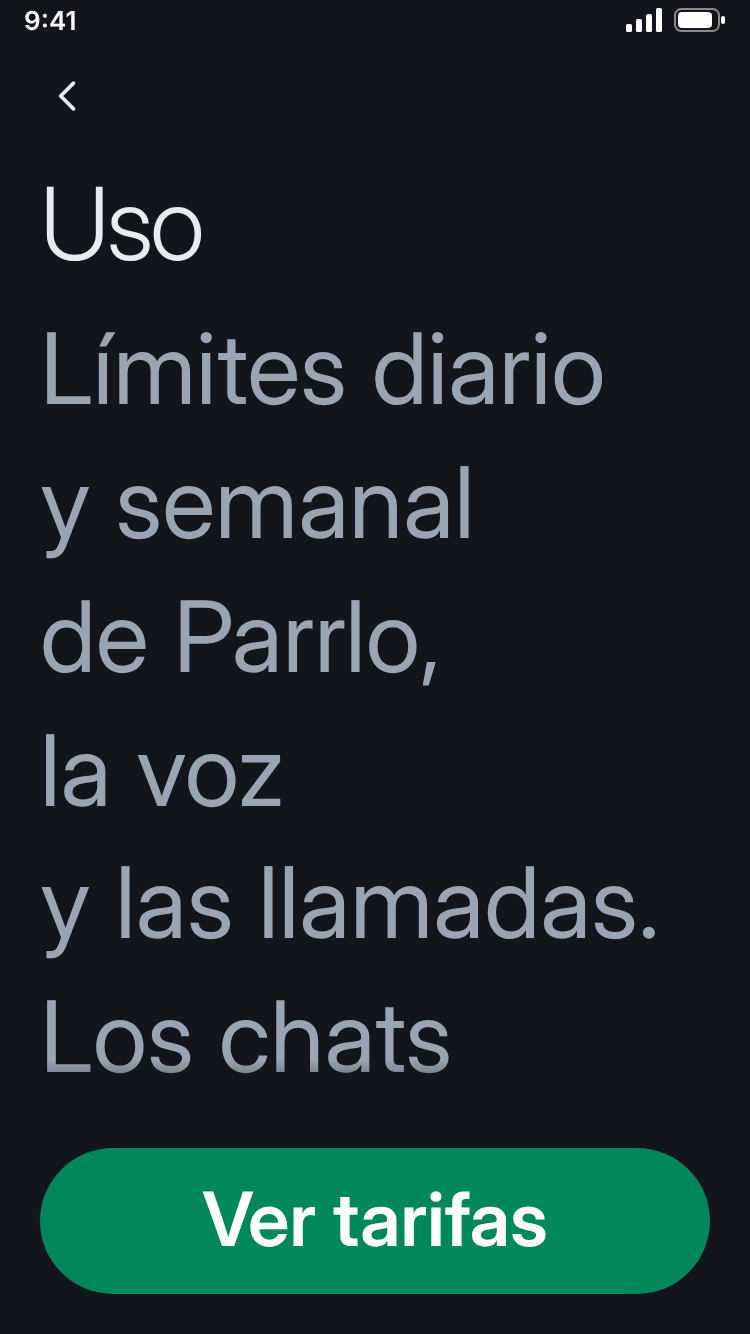 9:41
Uso
Límites diario
y semanal
de Parrlo,
la voz
y las llamadas.
Los chats
Ver tarifas